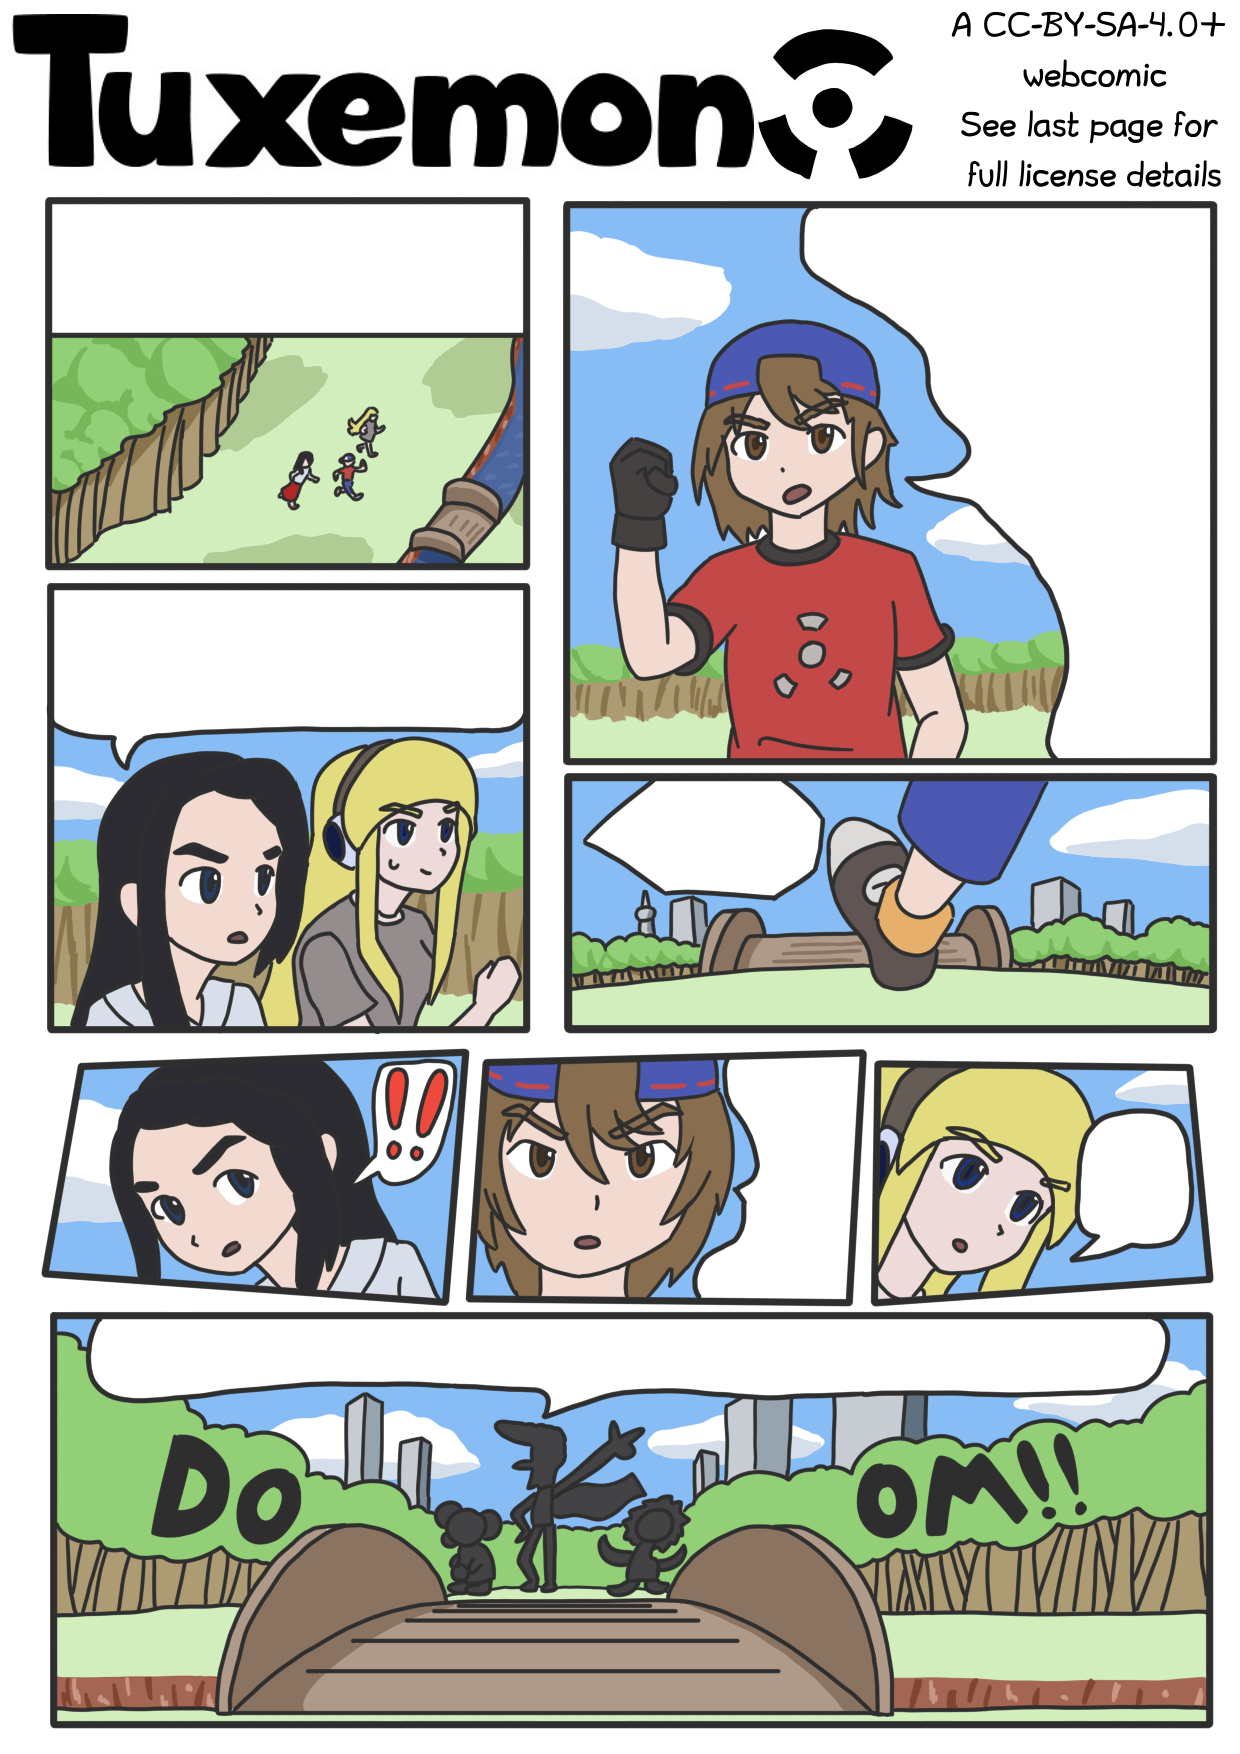 Tuxemon
A CC-BY-SA-4.0+
webcomic
See last page for
full license details
!!
DO OM!!